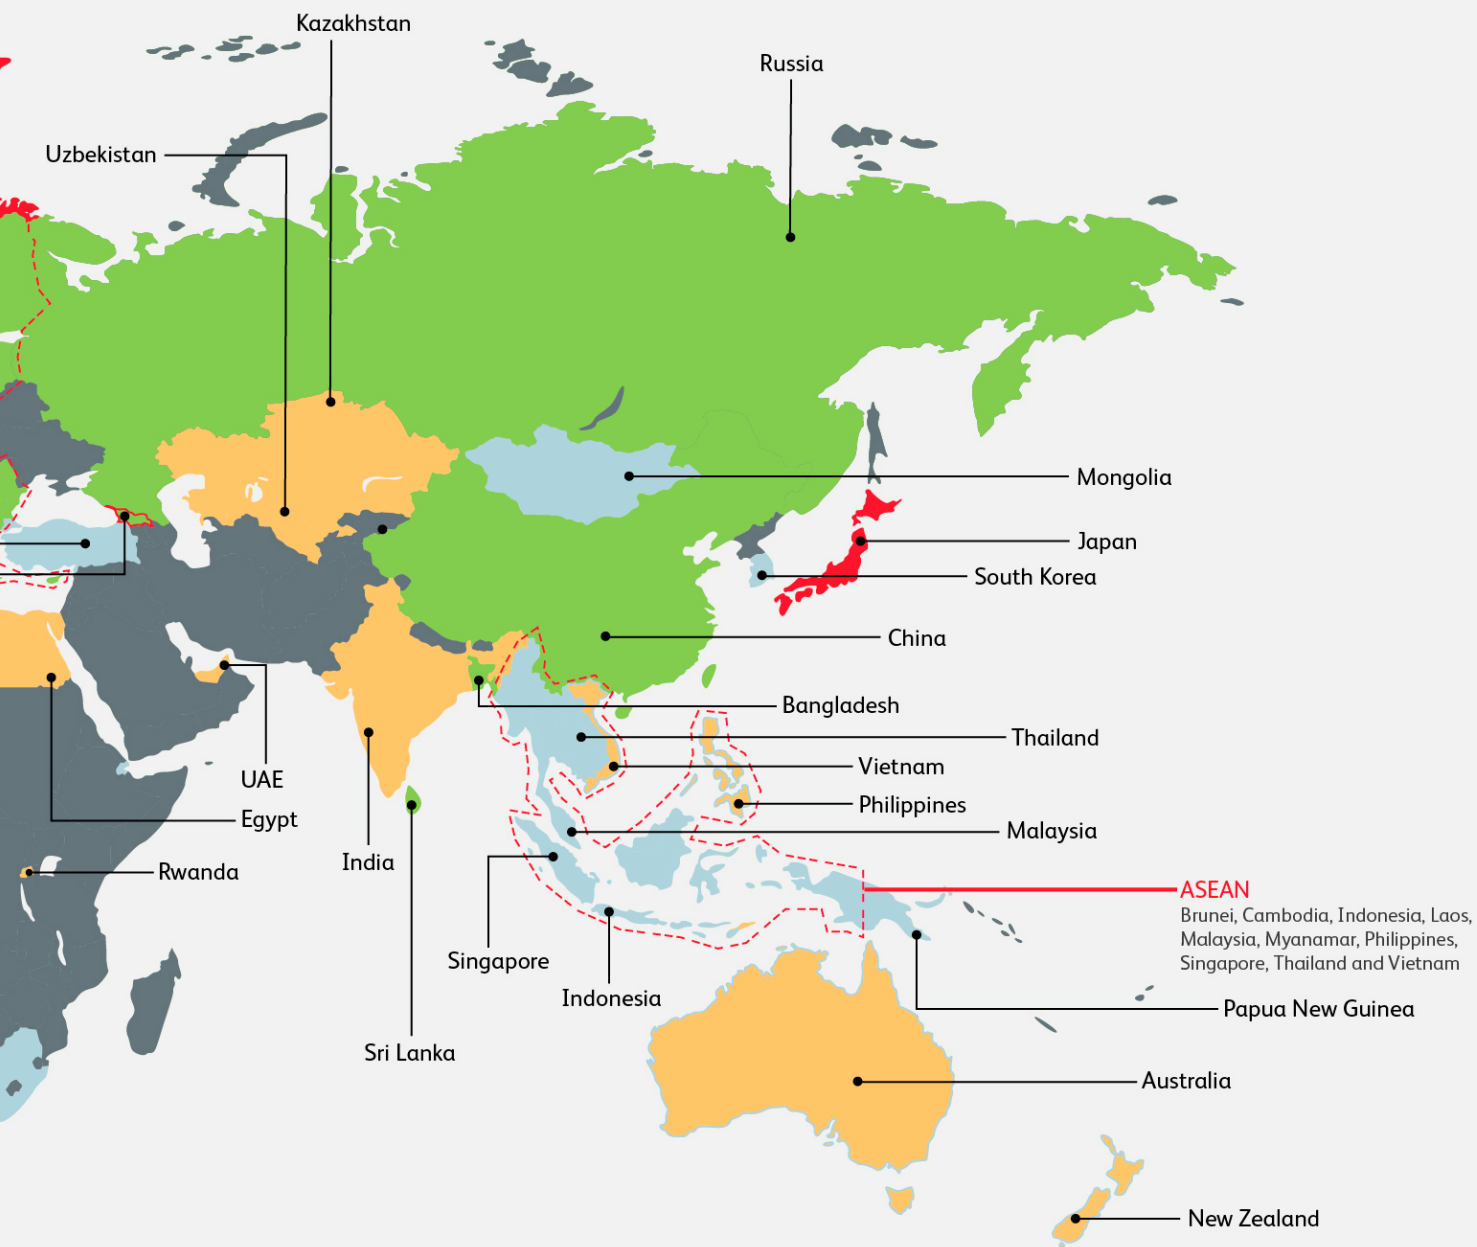 Kazakhstan
Russia
Uzbekistan
Mongolia
Japan
South Korea
China
Bangladesh
Thailand
Vietnam
UAE
Philippines
Egypt
Malaysia
India
Rwanda
ASEAN
Brunei, Cambodia, Indonesia, Laos,
Malaysia, Myanamar, Philippines,
Singapore, Thailand and Vietnam
Singapore
Indonesia
Papua New Guinea
Sri Lanka
Australia
New Zealand